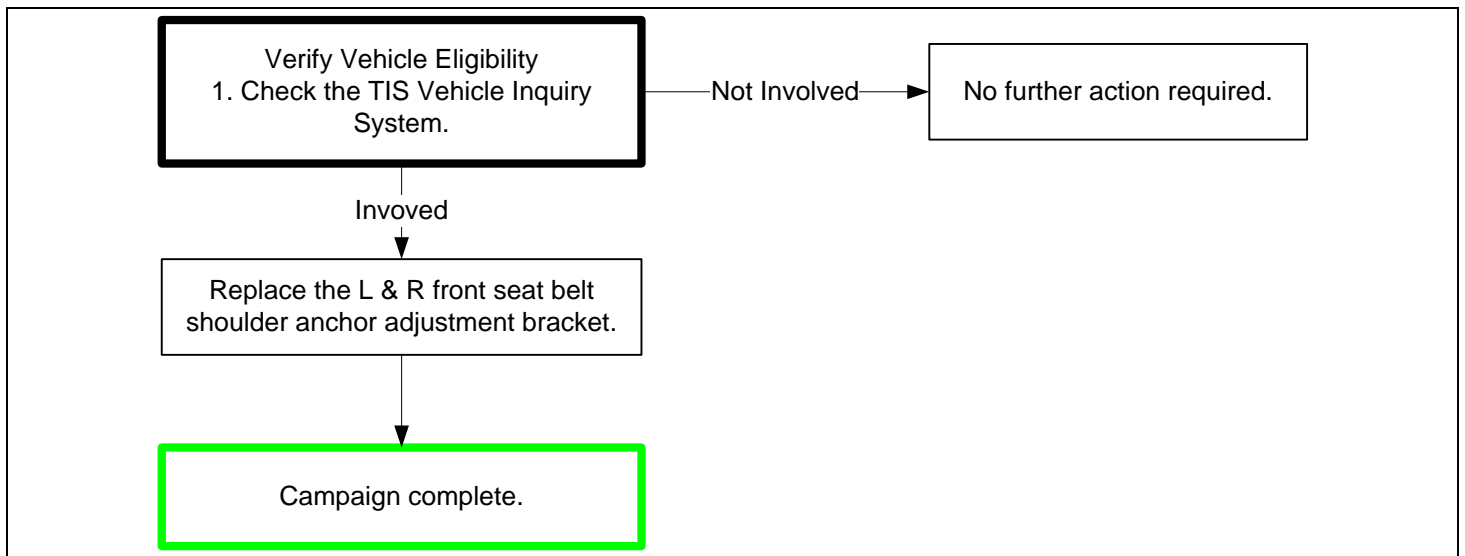 Verify Vehicle Eligibility
1. Check the TIS Vehicle Inquiry
System.
Not Involved
No further action required.
Invoved
Replace the L & R front seat belt
shoulder anchor adjustment bracket.
Campaign complete.